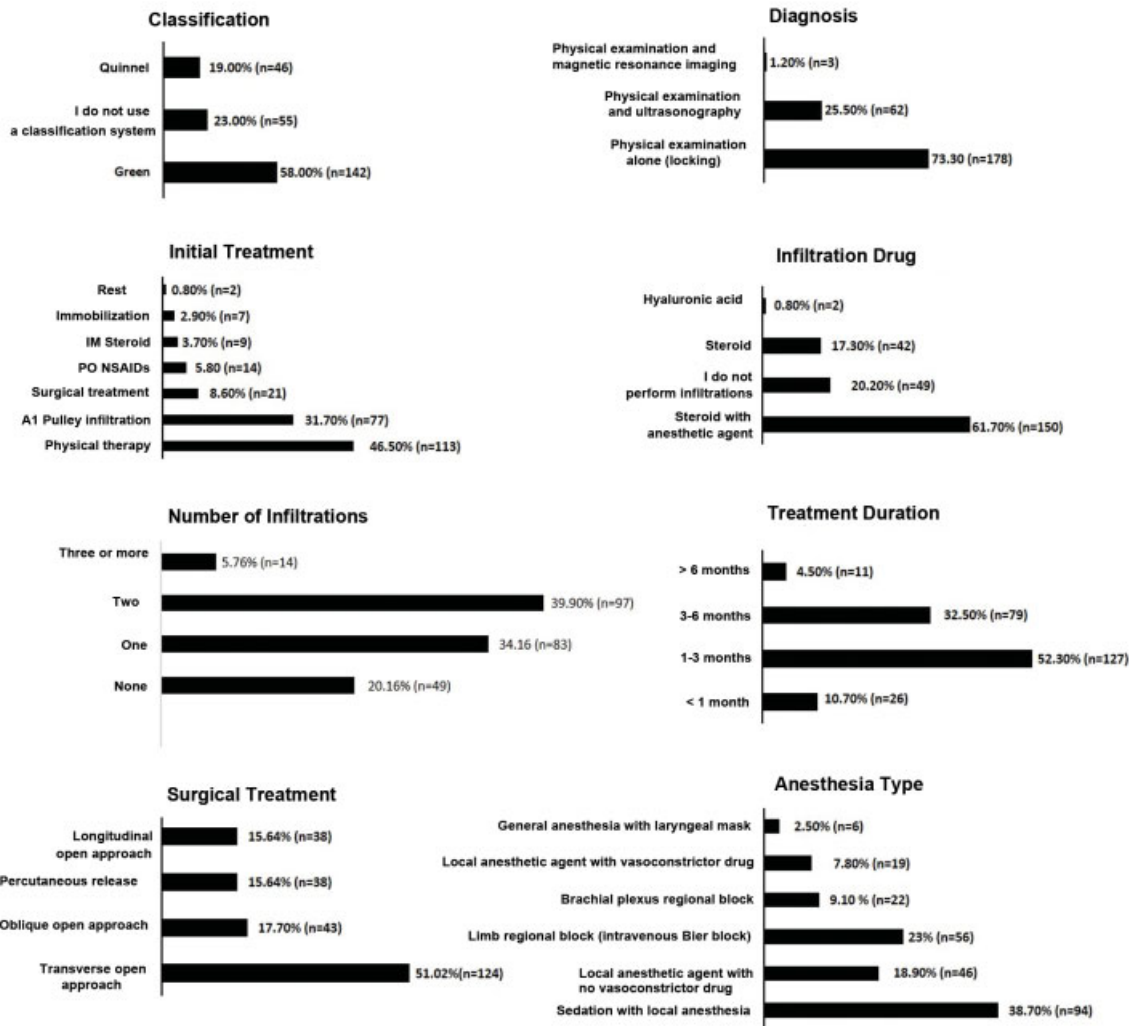 Classification
Quinnel
19.00% (n=46)
I do not use
a classification system
23.00% (n=55)
Green
58.00% (n=142)
Diagnosis
Physical examination and
magnetic resonance imaging
1.20% (n=3)
Physical examination
and ultrasonography
25.50% (n=62)
Physical examination
alone (locking)
73.30 (n=178)
Initial Treatment
Rest
0.80% (n=2)
Immobilization
2.90% (n=7)
IM Steroid
3.70% (n=9)
PO NSAIDs
5.80 (n=14)
Surgical treatment
8.60% (n=21)
A1 Pulley infiltration
31.70% (n=77)
Physical therapy
46.50% (n=113)
Infiltration Drug
Hyaluronic acid
0.80% (n=2)
Steroid
17.30% (n=42)
I do not
perform infiltrations
20.20% (n=49)
Steroid with
anesthetic agent
61.70% (n=150)
Number of Infiltrations
Three or more
5.76% (n=14)
Two
39.90% (n=97)
One
34.16 (n=83)
None
20.16% (n=49)
Treatment Duration
> 6 months
4.50% (n=11)
3-6 months
32.50% (n=79)
1-3 months
52.30% (n=127)
< 1 month
10.70% (n=26)
Surgical Treatment
Longitudinal
open approach
15.64% (n=38)
Percutaneous release
15.64% (n=38)
Oblique open approach
17.70% (n=43)
Transverse open
approach
51.02%(n=124)
Anesthesia Type
General anesthesia with laryngeal mask
2.50% (n=6)
Local anesthetic agent with vasoconstrictor drug
7.80% (n=19)
Brachial plexus regional block
9.10 % (n=22)
Limb regional block (intravenous Bier block)
23% (n=56)
Local anesthetic agent with
no vasoconstrictor drug
18.90% (n=46)
Sedation with local anesthesia
38.70% (n=94)